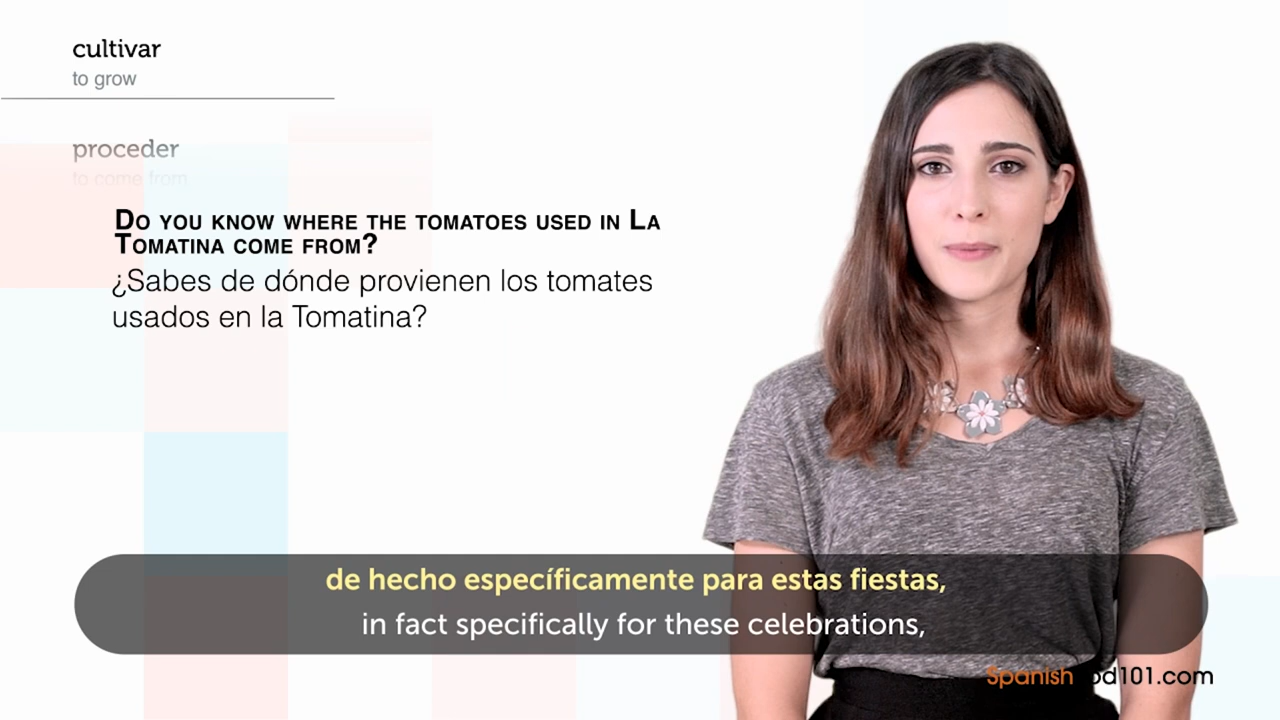 cultivar
to grow
proceder
to come from
DO YOU KNOW WHERE THE TOMATOES USED IN LA
TOMATINA COME FROM?
¿Sabes de dónde provienen los tomates
usados en la Tomatina?
de hecho específicamente para estas fiestas,
in fact specifically for these celebrations,
Spanish od101.com